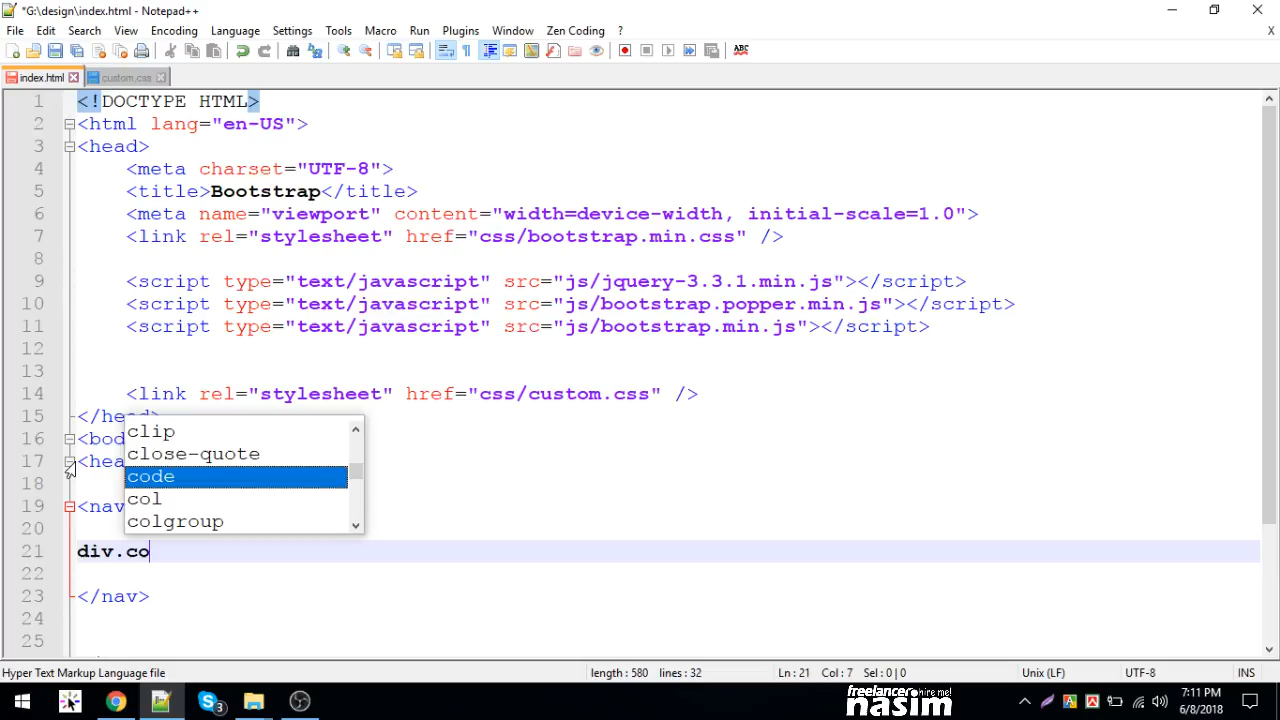 *G:\design\index.html - Notepad++
File Edit Search View Encoding Language Settings Tools Macro Run Plugins Window Zen Coding ?
X
ABC
index.html custom.css
1 <!DOCTYPE HTML>
2 <html lang="en-US">
3 <head>
4 <meta charset="UTF-8">
5 <title>Bootstrap</title>
6 <meta name="viewport" content="width=device-width, initial-scale=1.0">
7 <link rel="stylesheet" href="css/bootstrap.min.css" />
8
9 <script type="text/javascript" src="js/jquery-3.3.1.min.js"></script>
10 <script type="text/javascript" src="js/bootstrap.popper.min.js"></script>
11 <script type="text/javascript" src="js/bootstrap.min.js"></script>
12
13
14 <link rel="stylesheet" href="css/custom.css" />
15 </head>
16 <bod
17 <hea
18
19 <nav
20
21 div.co
22
23 </nav>
24
25
clip
close-quote
code
col
colgroup
Hyper Text Markup Language file length : 580 lines : 32 Ln : 21 Col : 7 Sel : 0 | 0 Unix (LF) UTF-8 INS
3
freelancer hire me!
nasim
7:11 PM
6/8/2018